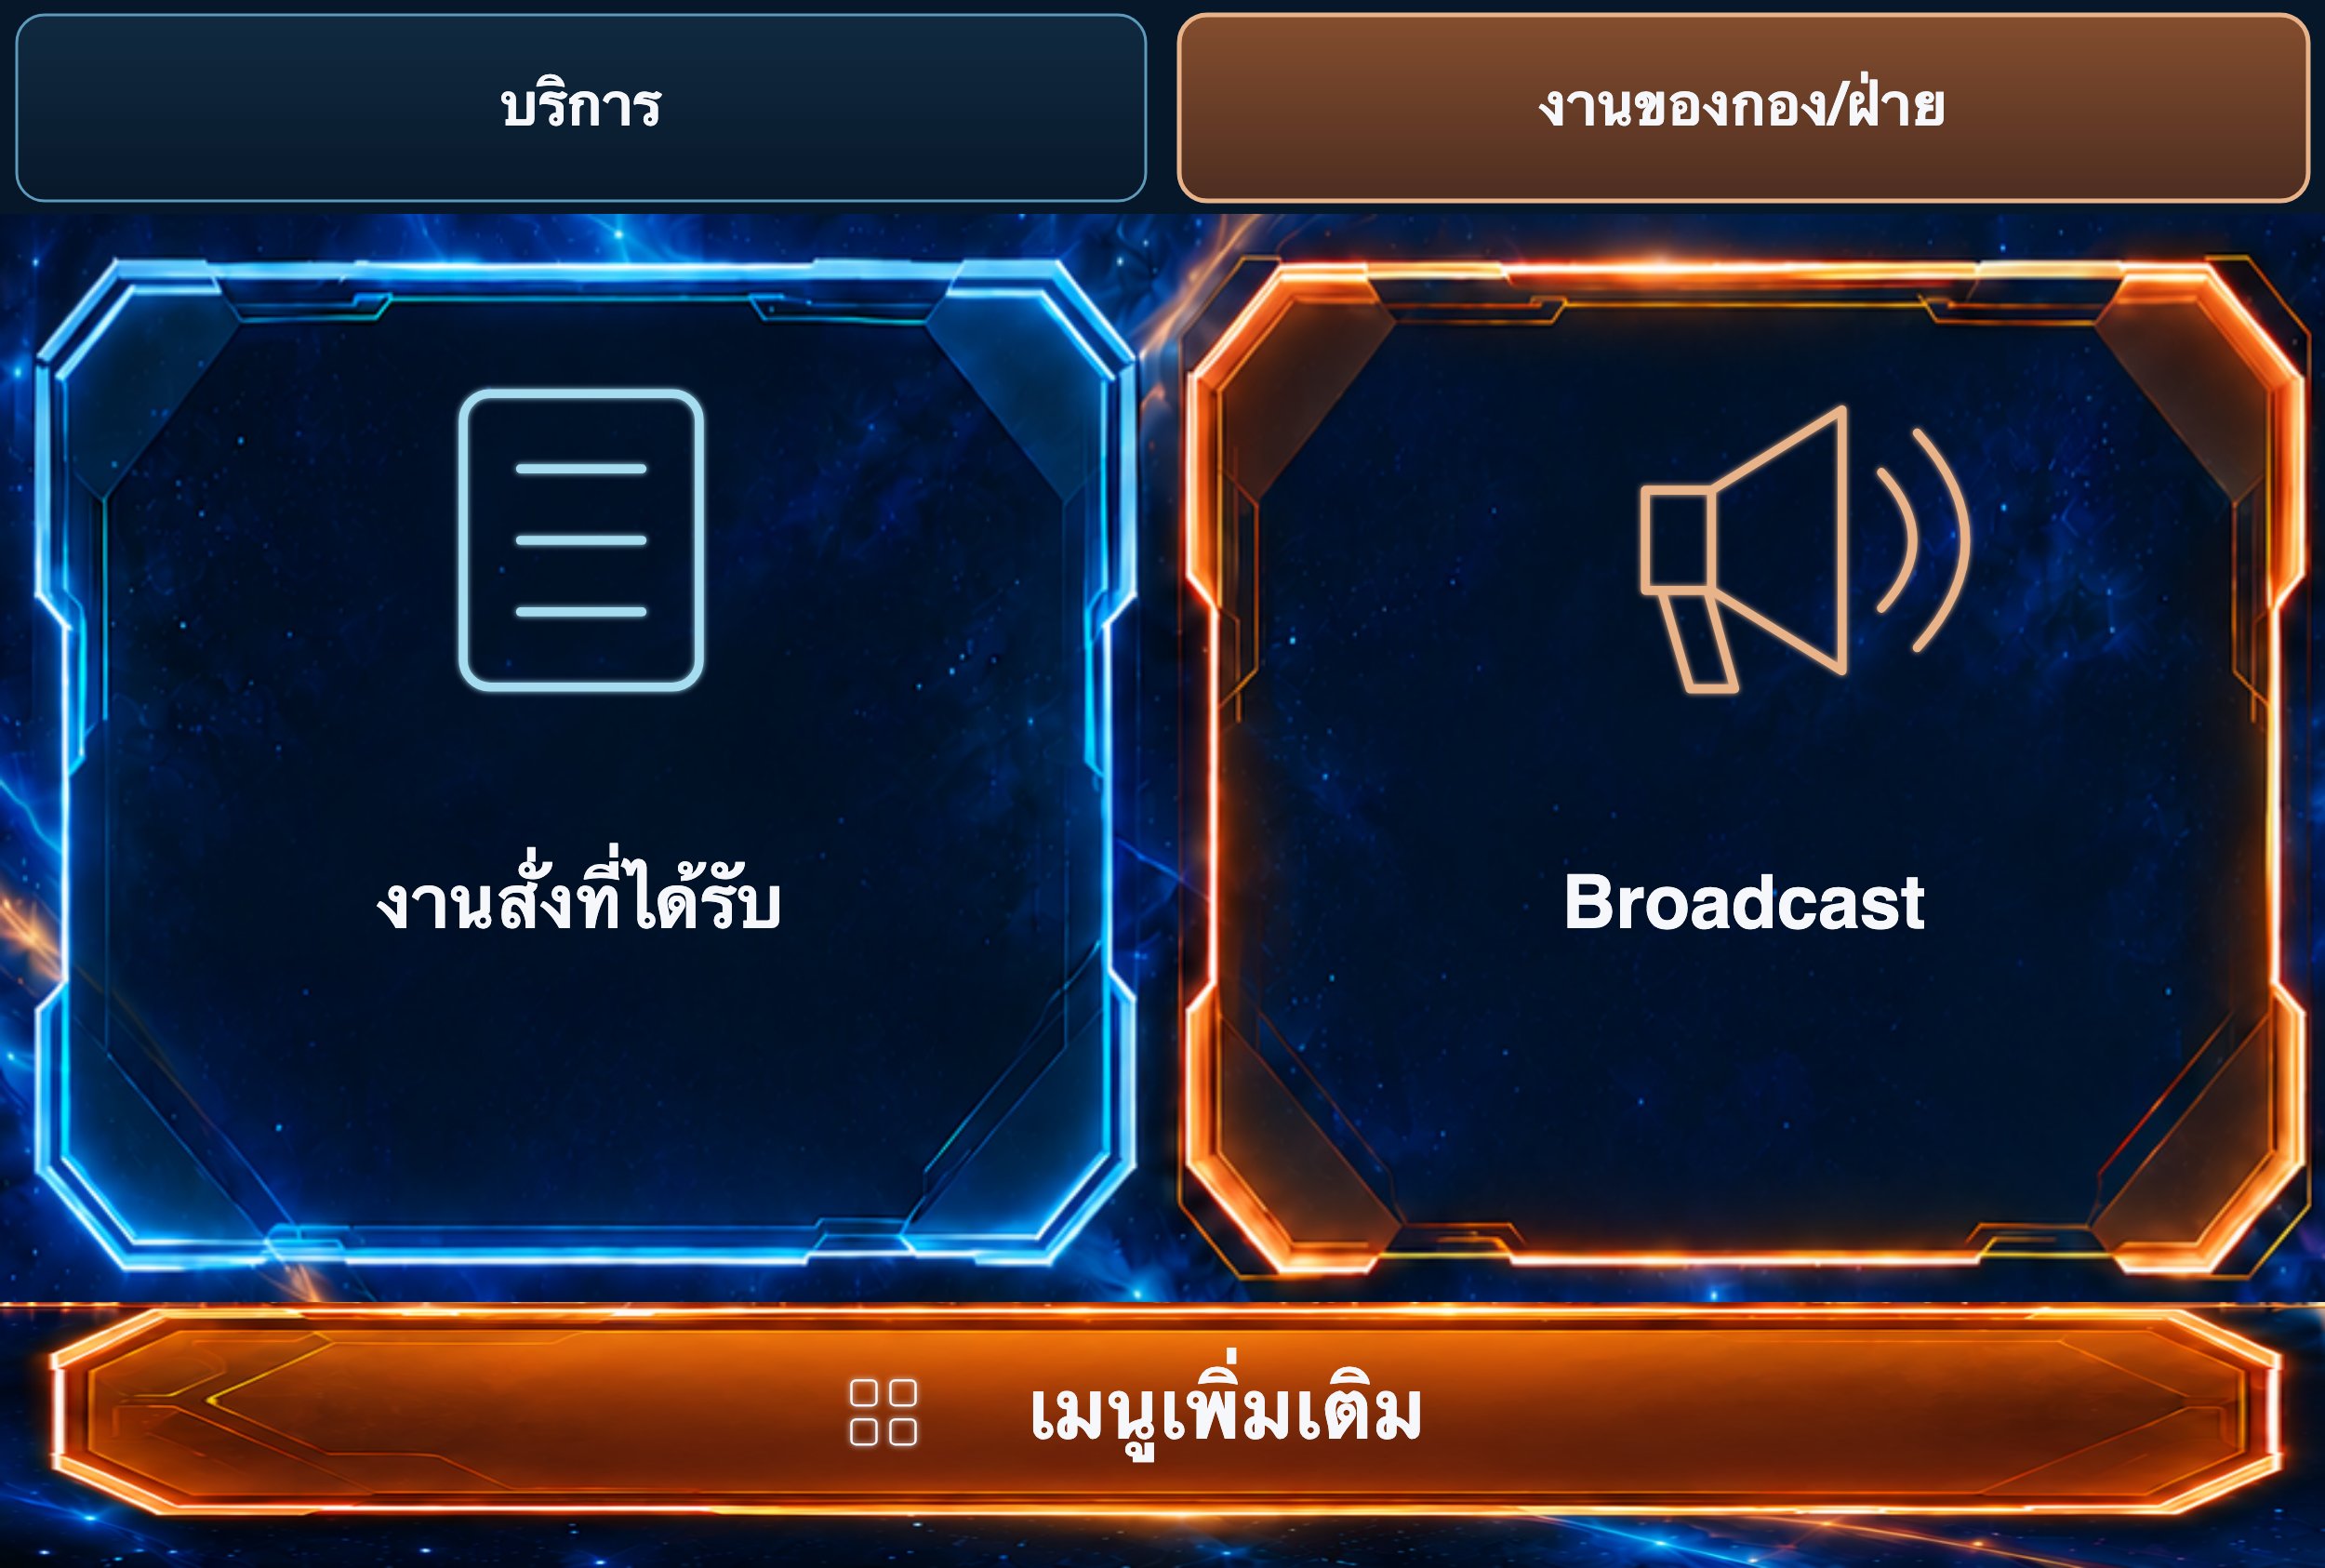 บริการ
งานของกอง/ฝ่าย
งานสั่งที่ได้รับ
Broadcast
เมนูเพิ่มเติม